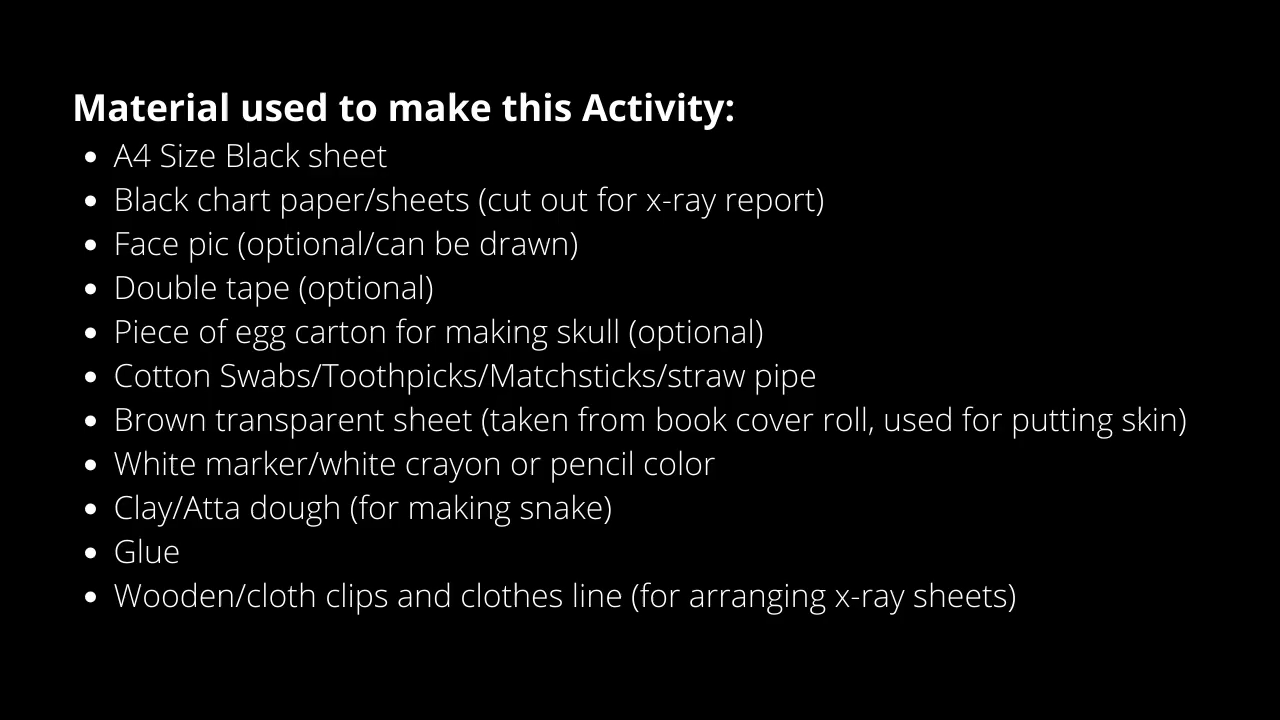 Material used to make this Activity:
• A4 Size Black sheet
• Black chart paper/sheets (cut out for x-ray report)
• Face pic (optional/can be drawn)
• Double tape (optional)
• Piece of egg carton for making skull (optional)
• Cotton Swabs/Toothpicks/Matchsticks/straw pipe
• Brown transparent sheet (taken from book cover roll, used for putting skin)
• White marker/white crayon or pencil color
• Clay/Atta dough (for making snake)
• Glue
• Wooden/cloth clips and clothes line (for arranging x-ray sheets)